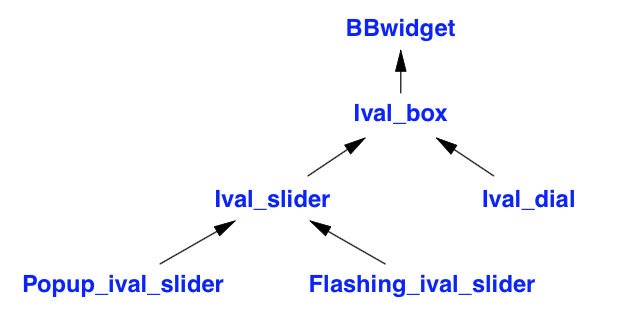 BBwidget
Ival_box
Ival_slider
Ival_dial
Popup_ival_slider
Flashing_ival_slider